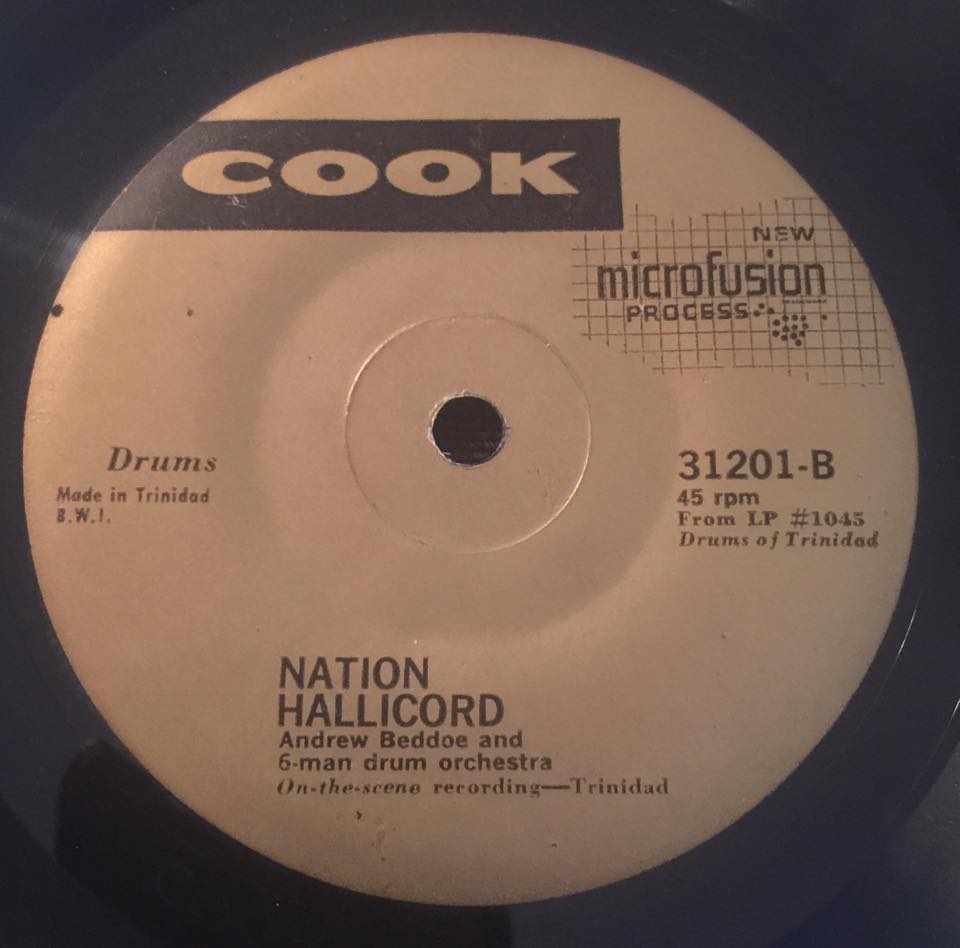 COOK
NEW
microfusion
PROCESS
Drums
Made in Trinidad
B.W.I.
31201-B
45 rpm
From LP #1045
Drums of Trinidad
NATION
HALLICORD
Andrew Beddoe and
6-man drum orchestra
On-the-scene recording—Trinidad